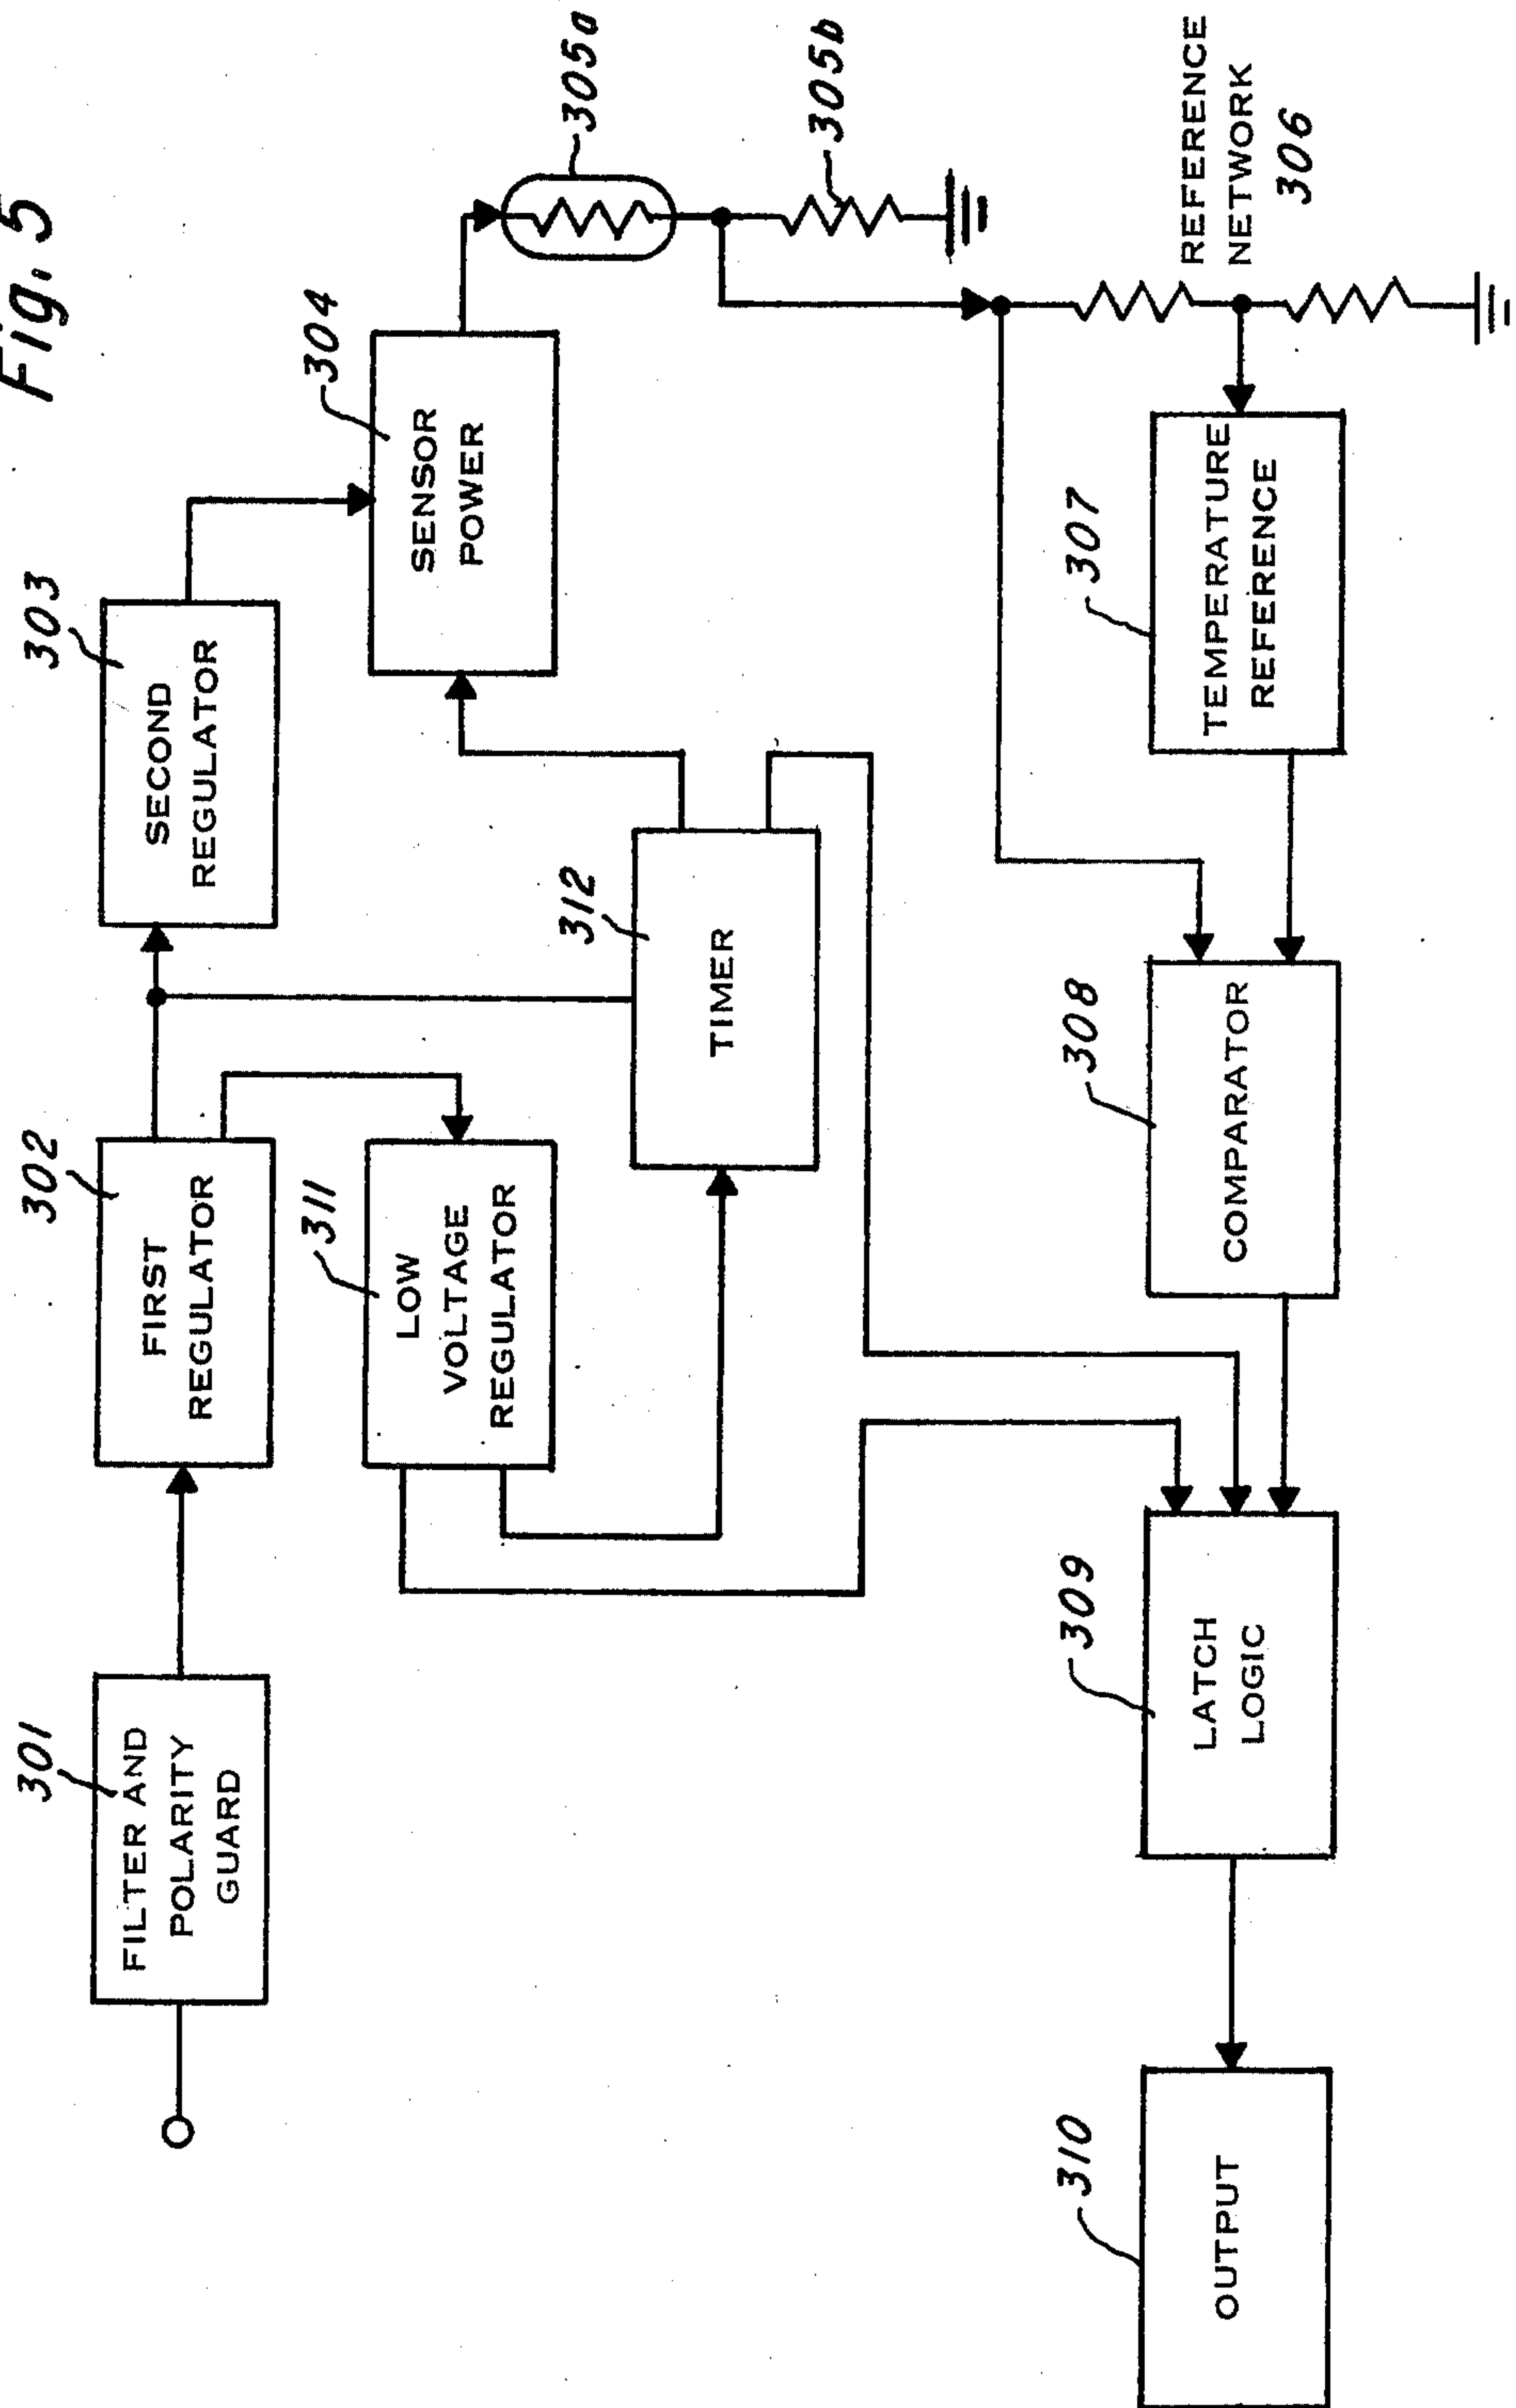 Fig. 5
301
FILTER AND
POLARITY
GUARD
302
FIRST
REGULATOR
303
SECOND
REGULATOR
311
LOW
VOLTAGE
REGULATOR
304
SENSOR
POWER
312
TIMER
305a
305b
310
OUTPUT
309
LATCH
LOGIC
308
COMPARATOR
307
TEMPERATURE
REFERENCE
REFERENCE
NETWORK
306